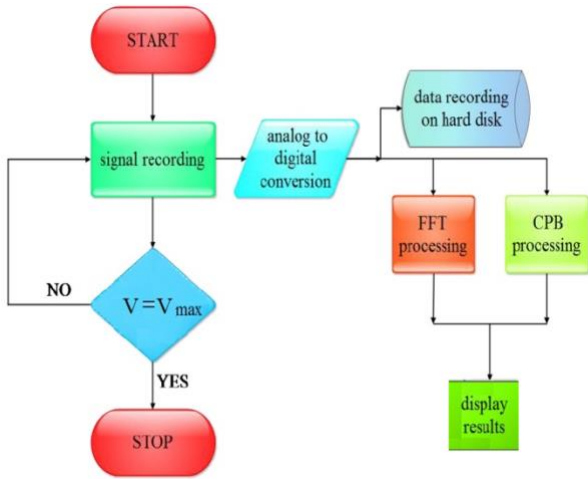 START
signal recording
analog to
digital
conversion
data recording
on hard disk
FFT
processing
CPB
processing
NO
V=Vmax
YES
STOP
display
results